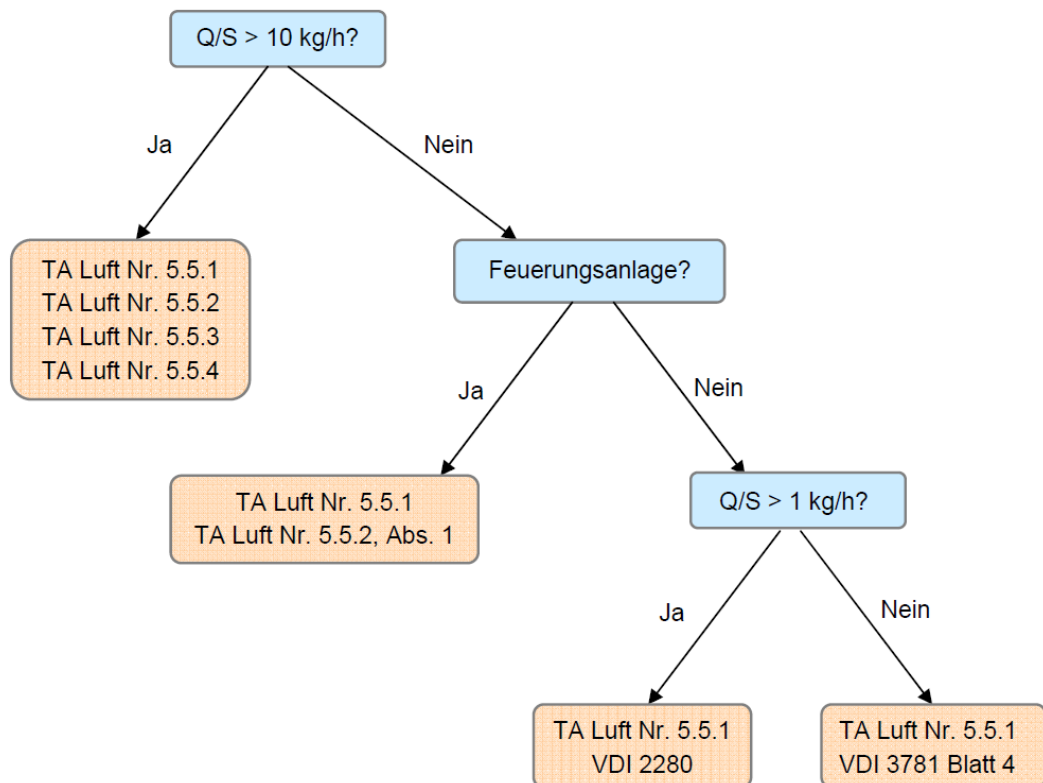 Q/S > 10 kg/h?
Ja
Nein
TA Luft Nr. 5.5.1
TA Luft Nr. 5.5.2
TA Luft Nr. 5.5.3
TA Luft Nr. 5.5.4
Feuerungsanlage?
Ja
Nein
TA Luft Nr. 5.5.1
TA Luft Nr. 5.5.2, Abs. 1
Q/S > 1 kg/h?
Ja
Nein
TA Luft Nr. 5.5.1
VDI 2280
TA Luft Nr. 5.5.1
VDI 3781 Blatt 4